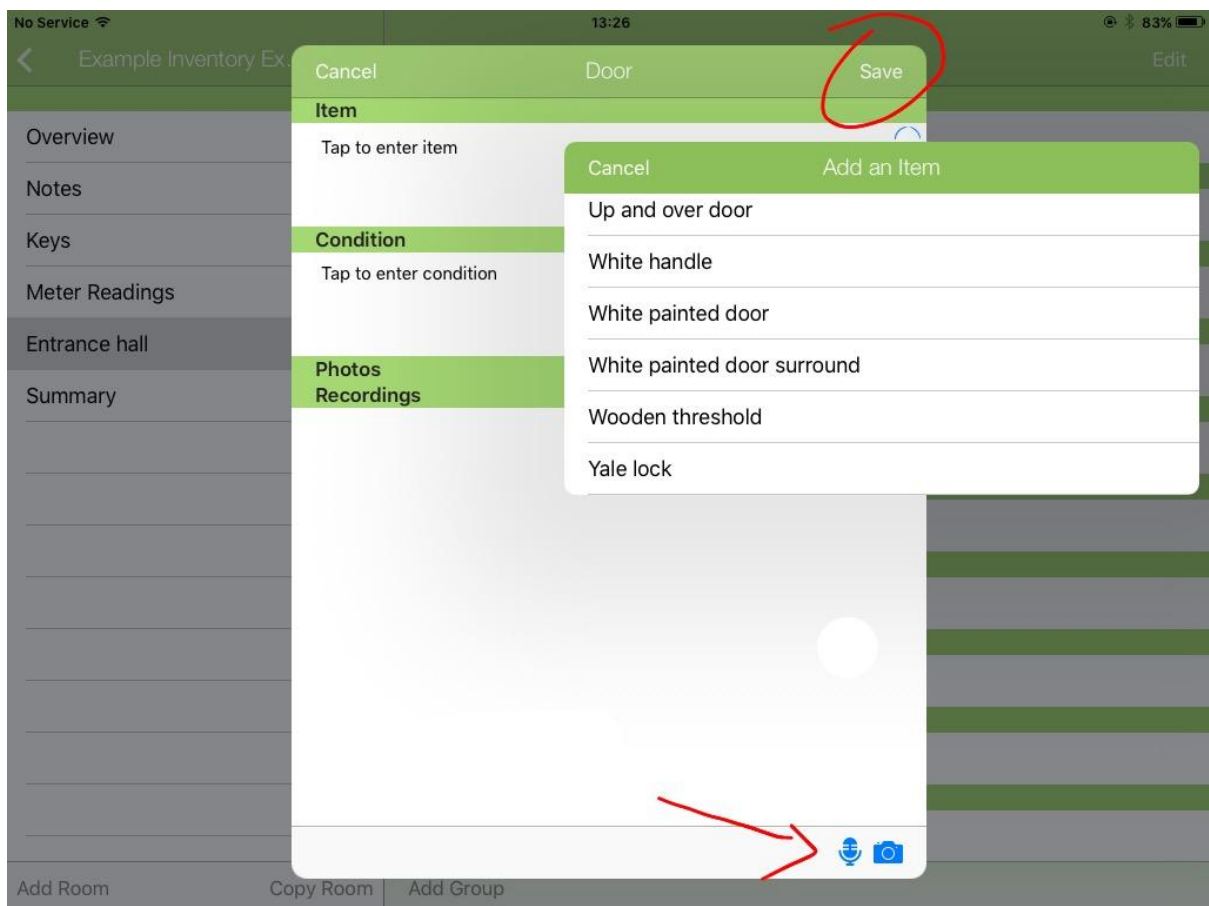 No Service 13:26 83%
Example Inventory Ex. Edit
Cancel Door Save
Item
Tap to enter item
Condition
Tap to enter condition
Photos
Recordings
Cancel Add an Item
Up and over door
White handle
White painted door
White painted door surround
Wooden threshold
Yale lock
Overview
Notes
Keys
Meter Readings
Entrance hall
Summary
Add Room Copy Room Add Group